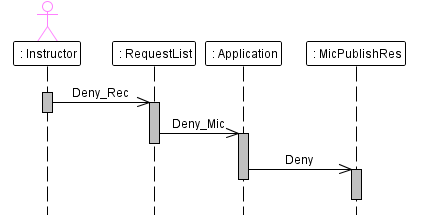 : Instructor
: RequestList
: Application
: MicPublishRes
Deny_Rec
Deny_Mic
Deny